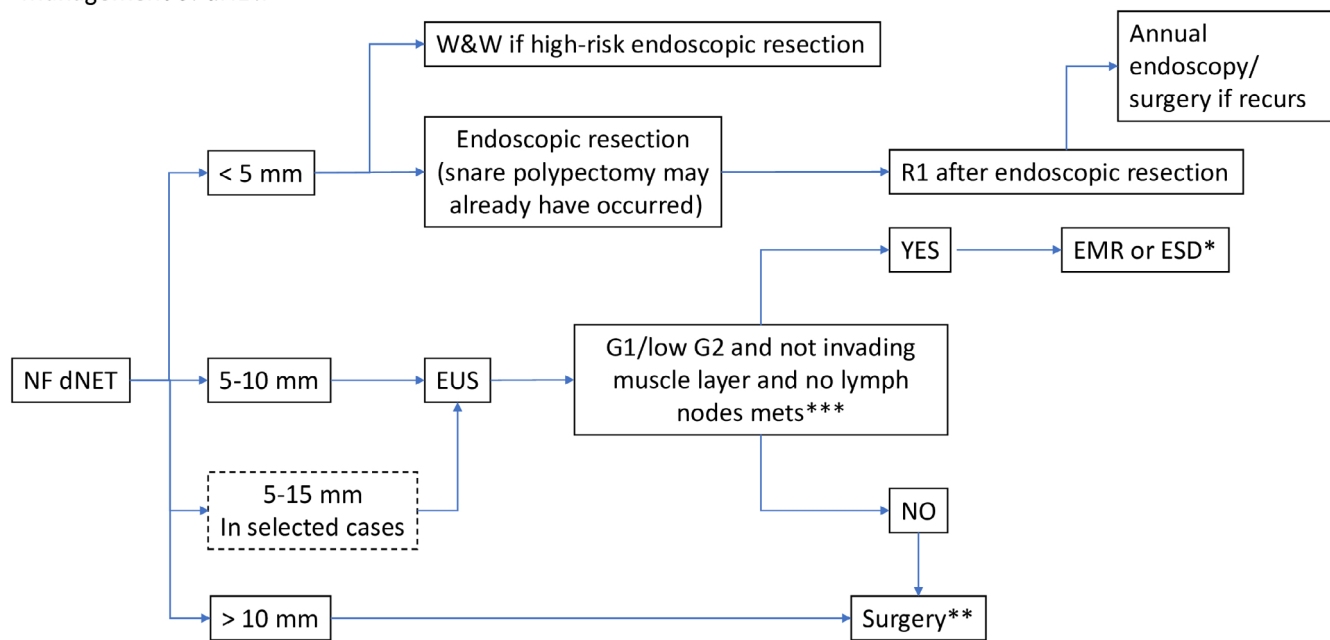 W&W if high-risk endoscopic resection
Annual
endoscopy/
surgery if recurs
Endoscopic resection
(snare polypectomy may
already have occurred)
< 5 mm
R1 after endoscopic resection
YES
EMR or ESD*
NF dNET
5-10 mm
EUS
G1/low G2 and not invading
muscle layer and no lymph
nodes mets***
5-15 mm
In selected cases
NO
> 10 mm
Surgery**